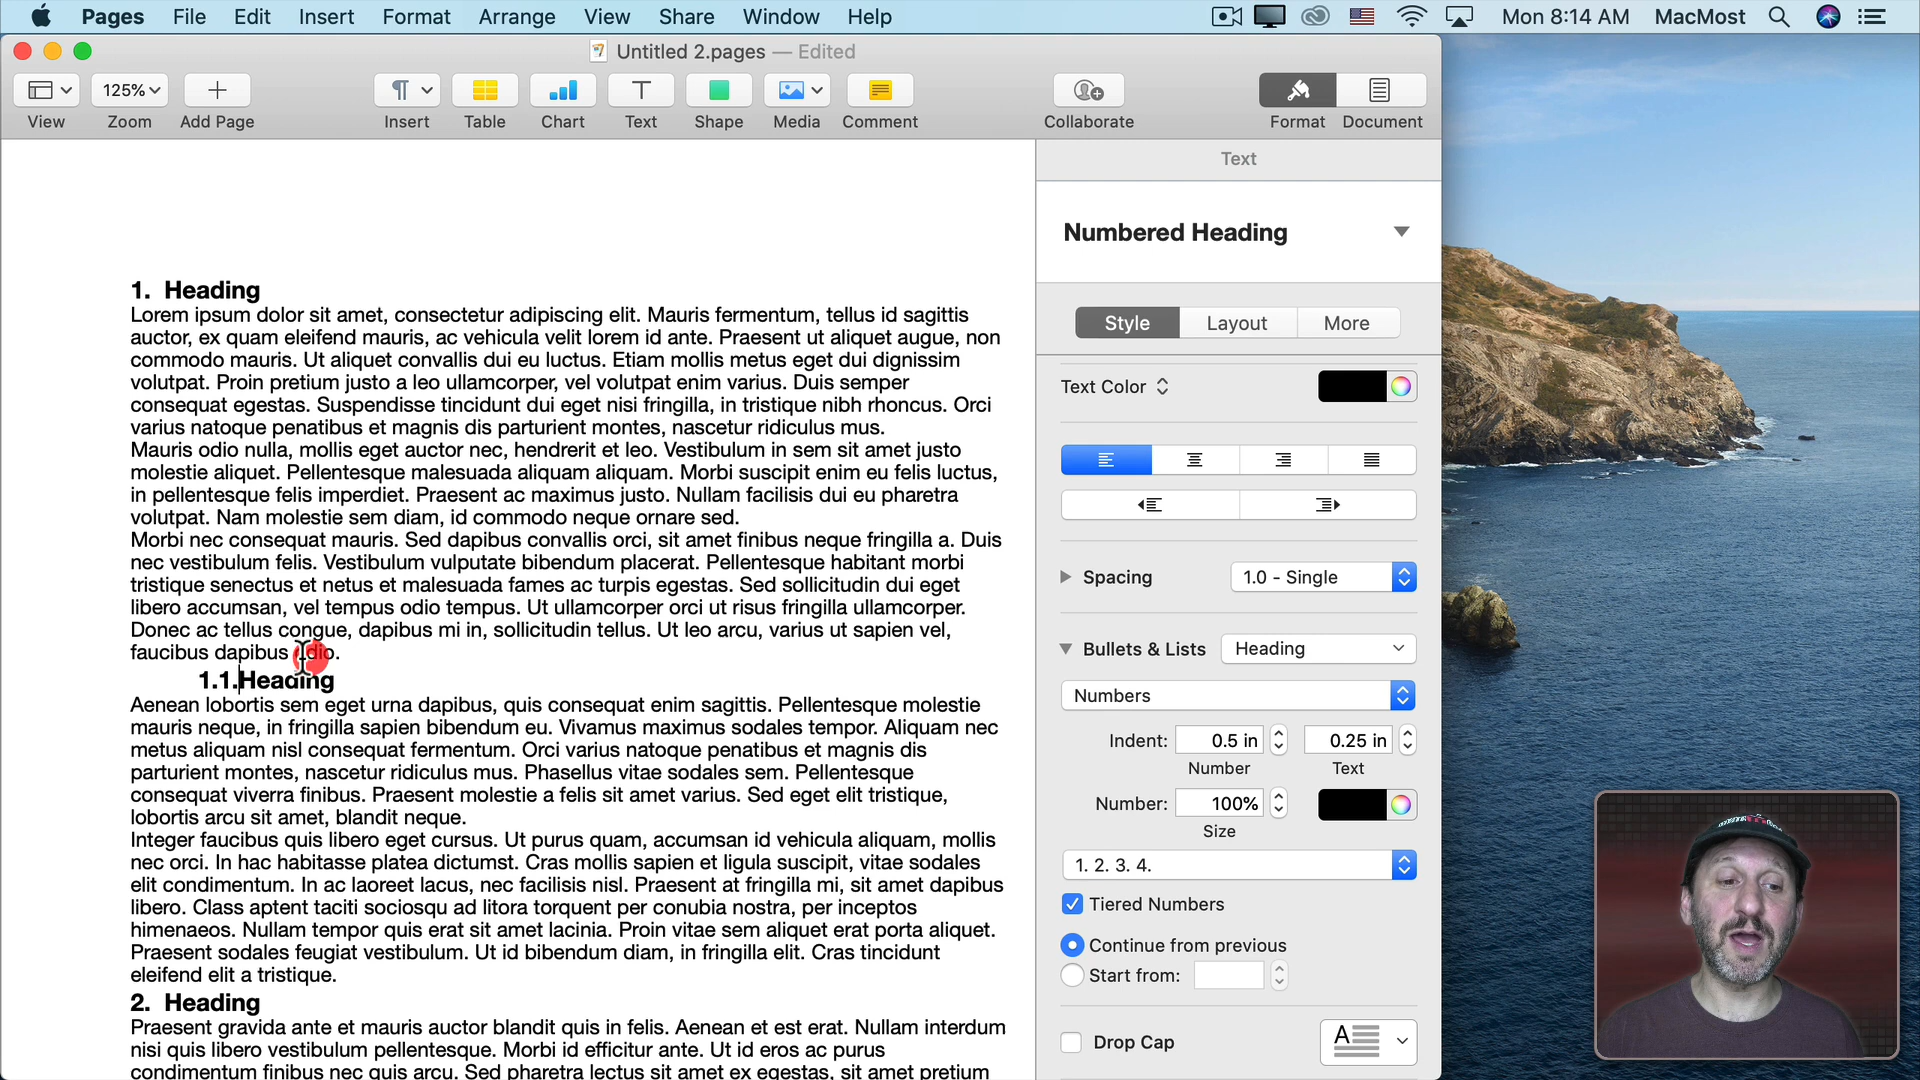 Pages File Edit Insert Format Arrange View Share Window Help Mon 8:14 AM MacMost
Untitled 2.pages — Edited
125%
View Zoom Add Page Insert Table Chart Text Shape Media Comment Collaborate Format Document
Text
Numbered Heading
Style Layout More
Text Color
Spacing 1.0 - Single
Bullets & Lists Heading
Numbers
Indent: 0.5 in 0.25 in
Number Text
Number: 100%
Size
1. 2. 3. 4.
Tiered Numbers
Continue from previous
Start from:
Drop Cap
A
1. Heading
Lorem ipsum dolor sit amet, consectetur adipiscing elit. Mauris fermentum, tellus id sagittis
auctor, ex quam eleifend mauris, ac vehicula velit lorem id ante. Praesent ut aliquet augue, non
commodo mauris. Ut aliquet convallis dui eu luctus. Etiam mollis metus eget dui dignissim
volutpat. Proin pretium justo a leo ullamcorper, vel volutpat enim varius. Duis semper
consequat egestas. Suspendisse tincidunt dui eget nisi fringilla, in tristique nibh rhoncus. Orci
varius natoque penatibus et magnis dis parturient montes, nascetur ridiculus mus.
Mauris odio nulla, mollis eget auctor nec, hendrerit et leo. Vestibulum in sem sit amet justo
molestie aliquet. Pellentesque malesuada aliquam aliquam. Morbi suscipit enim eu felis luctus,
in pellentesque felis imperdiet. Praesent ac maximus justo. Nullam facilisis dui eu pharetra
volutpat. Nam molestie sem diam, id commodo neque ornare sed.
Morbi nec consequat mauris. Sed dapibus convallis orci, sit amet finibus neque fringilla a. Duis
nec vestibulum felis. Vestibulum vulputate bibendum placerat. Pellentesque habitant morbi
tristique senectus et netus et malesuada fames ac turpis egestas. Sed sollicitudin dui eget
libero accumsan, vel tempus odio tempus. Ut ullamcorper orci ut risus fringilla ullamcorper.
Donec ac tellus congue, dapibus mi in, sollicitudin tellus. Ut leo arcu, varius ut sapien vel,
faucibus dapibus odio.
1.1.Heading
Aenean lobortis sem eget urna dapibus, quis consequat enim sagittis. Pellentesque molestie
mauris neque, in fringilla sapien bibendum eu. Vivamus maximus sodales tempor. Aliquam nec
metus aliquam nisl consequat fermentum. Orci varius natoque penatibus et magnis dis
parturient montes, nascetur ridiculus mus. Phasellus vitae sodales sem. Pellentesque
consequat viverra finibus. Praesent molestie a felis sit amet varius. Sed eget elit tristique,
lobortis arcu sit amet, blandit neque.
Integer faucibus quis libero eget cursus. Ut purus quam, accumsan id vehicula aliquam, mollis
nec orci. In hac habitasse platea dictumst. Cras mollis sapien et ligula suscipit, vitae sodales
elit condimentum. In ac laoreet lacus, nec facilisis nisl. Praesent at fringilla mi, sit amet dapibus
libero. Class aptent taciti sociosqu ad litora torquent per conubia nostra, per inceptos
himenaeos. Nullam tempor quis erat sit amet lacinia. Proin vitae sem aliquet erat porta aliquet.
Praesent sodales feugiat vestibulum. Ut id bibendum diam, in fringilla elit. Cras tincidunt
eleifend elit a tristique.
2. Heading
Praesent gravida ante et mauris auctor blandit quis in felis. Aenean et est erat. Nullam interdum
nisi quis libero vestibulum pellentesque. Morbi id efficitur ante. Ut id eros ac purus
condimentum finibus nec quis arcu. Sed pharetra lectus sit amet ex egestas, sit amet pretium